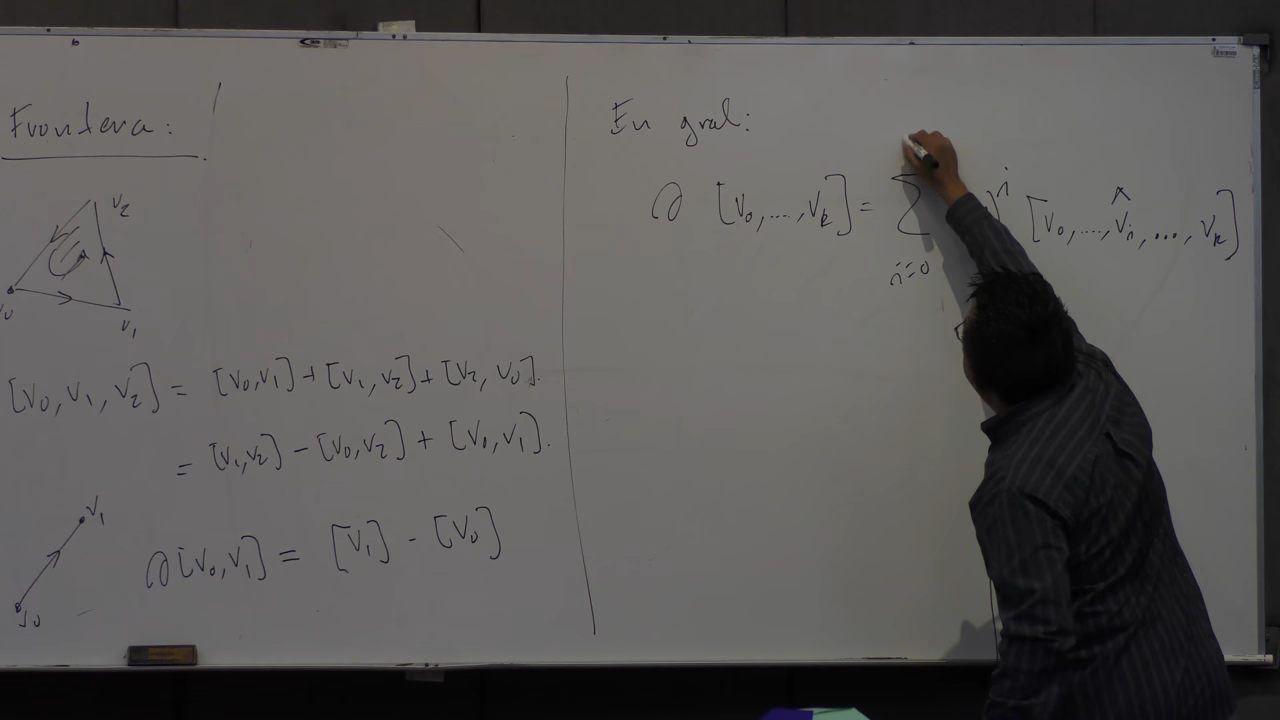 Frontera:
v₂
v₀
v₁
[v₀, v₁, v₂] = [v₀,v₁] + [v₁,v₂] + [v₂, v₀].
= [v₁,v₂] - [v₀,v₂] + [v₀,v₁].
v₁
v₀
∂[v₀,v₁] = [v₁] - [v₀]
En gral:
∂ [v₀,...,vₖ] = Σ i=0 )ⁱ [v₀,...,v̂ᵢ,...,vₖ]